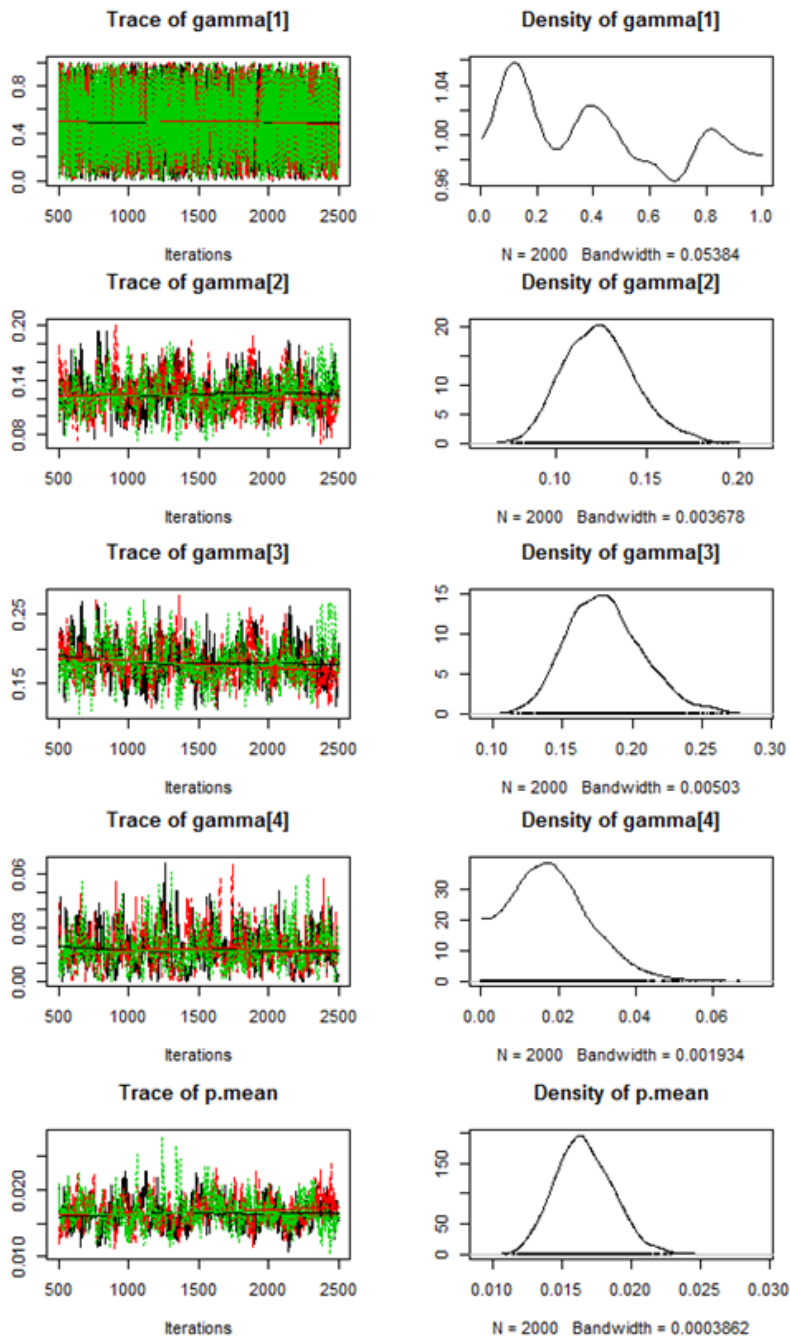 Trace of gamma[1]
0.0 0.4 0.8
500 1000 1500 2000 2500
Iterations
Density of gamma[1]
0.96 1.00 1.04
0.0 0.2 0.4 0.6 0.8 1.0
N = 2000 Bandwidth = 0.05384
Trace of gamma[2]
0.08 0.14 0.20
500 1000 1500 2000 2500
Iterations
Density of gamma[2]
0 5 10 20
0.10 0.15 0.20
N = 2000 Bandwidth = 0.003678
Trace of gamma[3]
0.15 0.25
500 1000 1500 2000 2500
Iterations
Density of gamma[3]
0 5 10 15
0.10 0.15 0.20 0.25 0.30
N = 2000 Bandwidth = 0.00503
Trace of gamma[4]
0.00 0.03 0.06
500 1000 1500 2000 2500
Iterations
Density of gamma[4]
0 10 20 30
0.00 0.02 0.04 0.06
N = 2000 Bandwidth = 0.001934
Trace of p.mean
0.010 0.020
500 1000 1500 2000 2500
Iterations
Density of p.mean
0 50 150
0.010 0.015 0.020 0.025 0.030
N = 2000 Bandwidth = 0.0003862